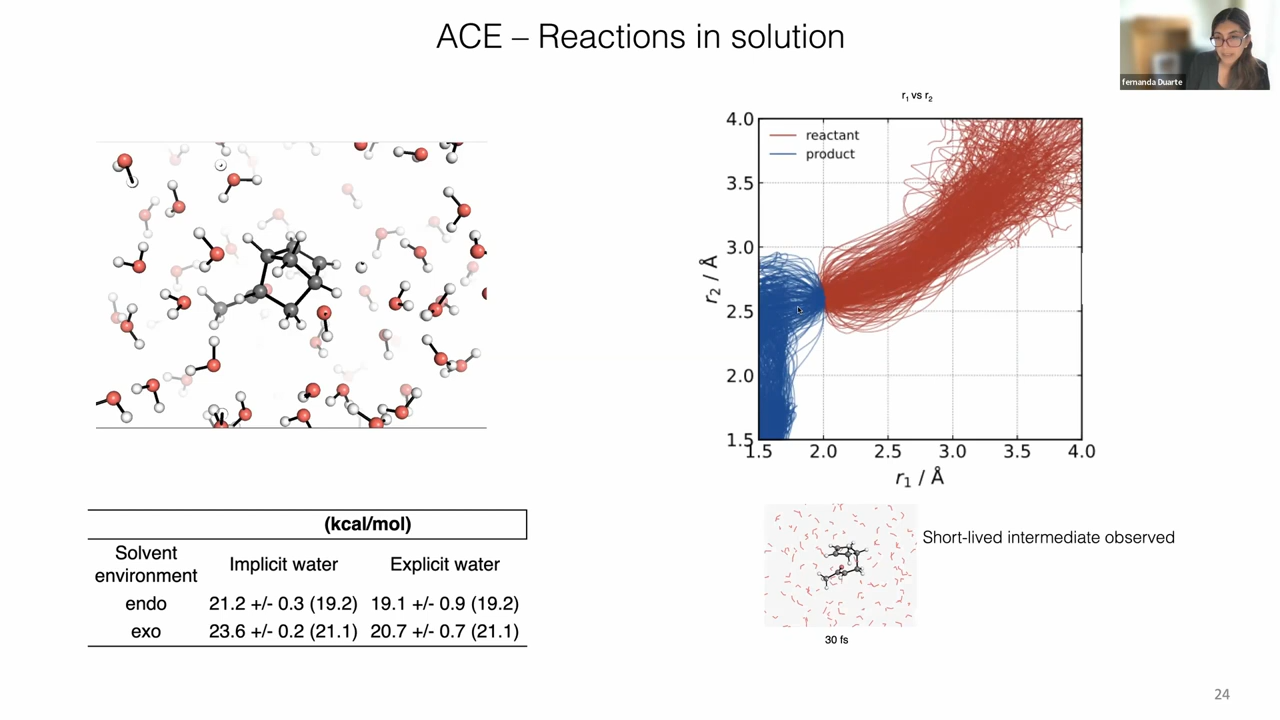 ACE – Reactions in solution
fernanda Duarte
r1 vs r2
4.0
3.5
3.0
2.5
2.0
1.5
r2 / Å
reactant
product
1.5 2.0 2.5 3.0 3.5 4.0
r1 / Å
(kcal/mol)
Solvent
environment
Implicit water
Explicit water
endo 21.2 +/- 0.3 (19.2) 19.1 +/- 0.9 (19.2)
exo 23.6 +/- 0.2 (21.1) 20.7 +/- 0.7 (21.1)
Short-lived intermediate observed
30 fs
24